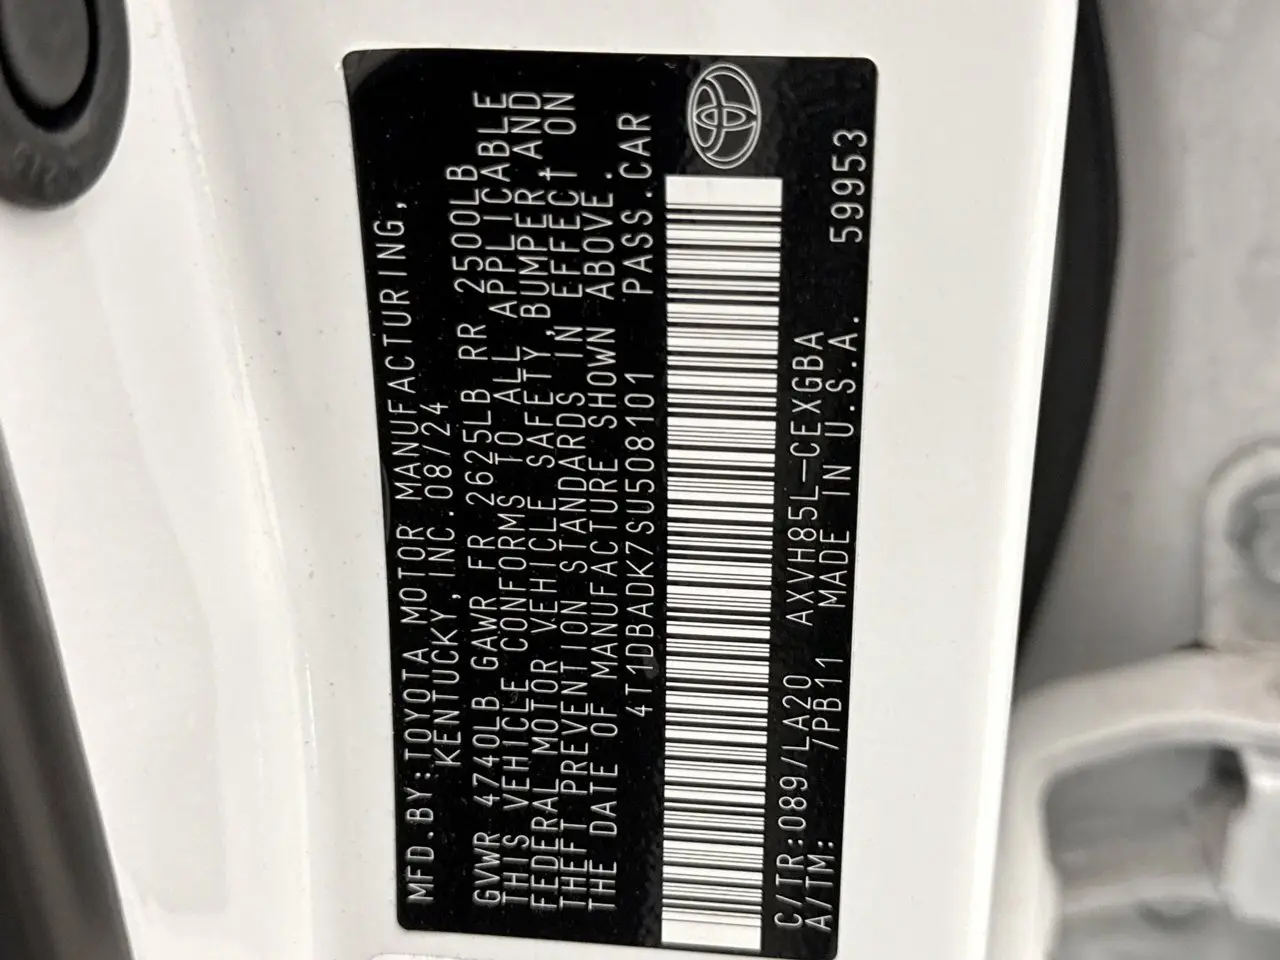 MFD.BY:TOYOTA MOTOR MANUFACTURING,
KENTUCKY,INC.08/24
GVWR 4740LB GAWR FR 2625LB RR 2500LB
THIS VEHICLE CONFORMS TO ALL APPLICABLE
FEDERAL MOTOR VEHICLE SAFETY,BUMPER,AND
THEFT PREVENTION STANDARDS IN EFFECT ON
THE DATE OF MANUFACTURE SHOWN ABOVE.
4T1DBADK7SU508101 PASS.CAR
C/TR:089/LA20 AXVH85L-CEXGBA
A/TM: /PB11 MADE IN U.S.A. 59953